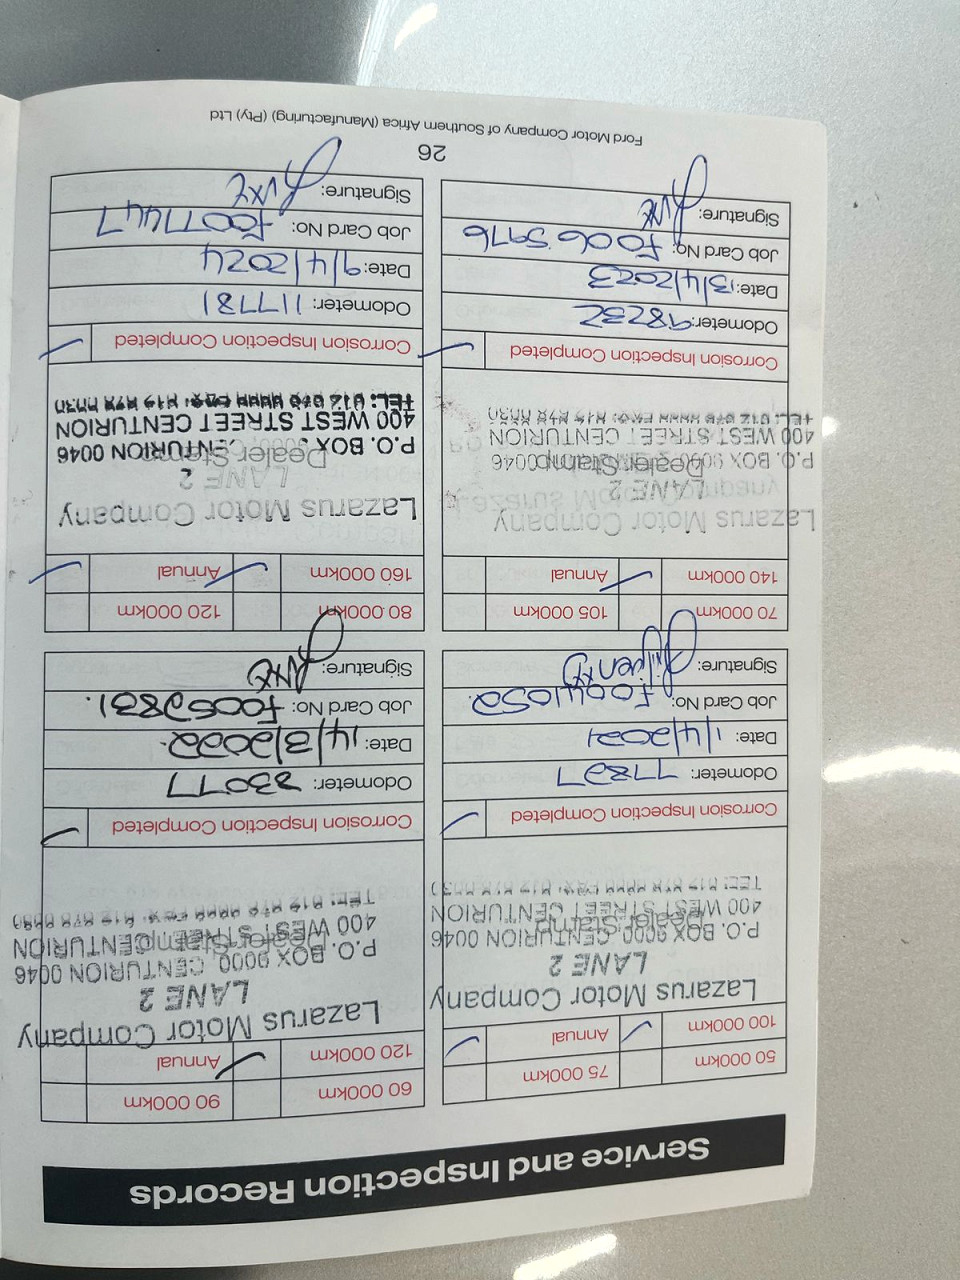 Service and Inspection Records
50 000km
75 000km
100 000km
Annual
Lazarus Motor Company
LANE 2
P.O. BOX 9000, CENTURION 0046
Dealer Stamp
400 WEST STREET CENTURION
TEL:
Corrosion Inspection Completed
Odometer: 77827
Date: 1/4/2021
Job Card No: F0041052
Signature:
60 000km
90 000km
120 000km
Annual
Lazarus Motor Company
LANE 2
P.O. BOX 9000, CENTURION 0046
Dealer Stamp
400 WEST STREET CENTURION
TEL:
Corrosion Inspection Completed
Odometer: 83077
Date: 14/3/2022
Job Card No: F0052831
Signature:
70 000km
105 000km
140 000km
Annual
Lazarus Motor Company
LANE 2
P.O. BOX 9000, CENTURION 0046
Dealer Stamp
400 WEST STREET CENTURION
TEL:
Corrosion Inspection Completed
Odometer: 98232
Date: 13/4/2023
Job Card No: F0065976
Signature:
80 000km
120 000km
160 000km
Annual
Lazarus Motor Company
LANE 2
Dealer Stamp
P.O. BOX 9000, CENTURION 0046
400 WEST STREET CENTURION
TEL:
Corrosion Inspection Completed
Odometer: 117781
Date: 9/4/2024
Job Card No: F0077447
Signature:
26
Ford Motor Company of Southern Africa (Manufacturing) (Pty) Ltd